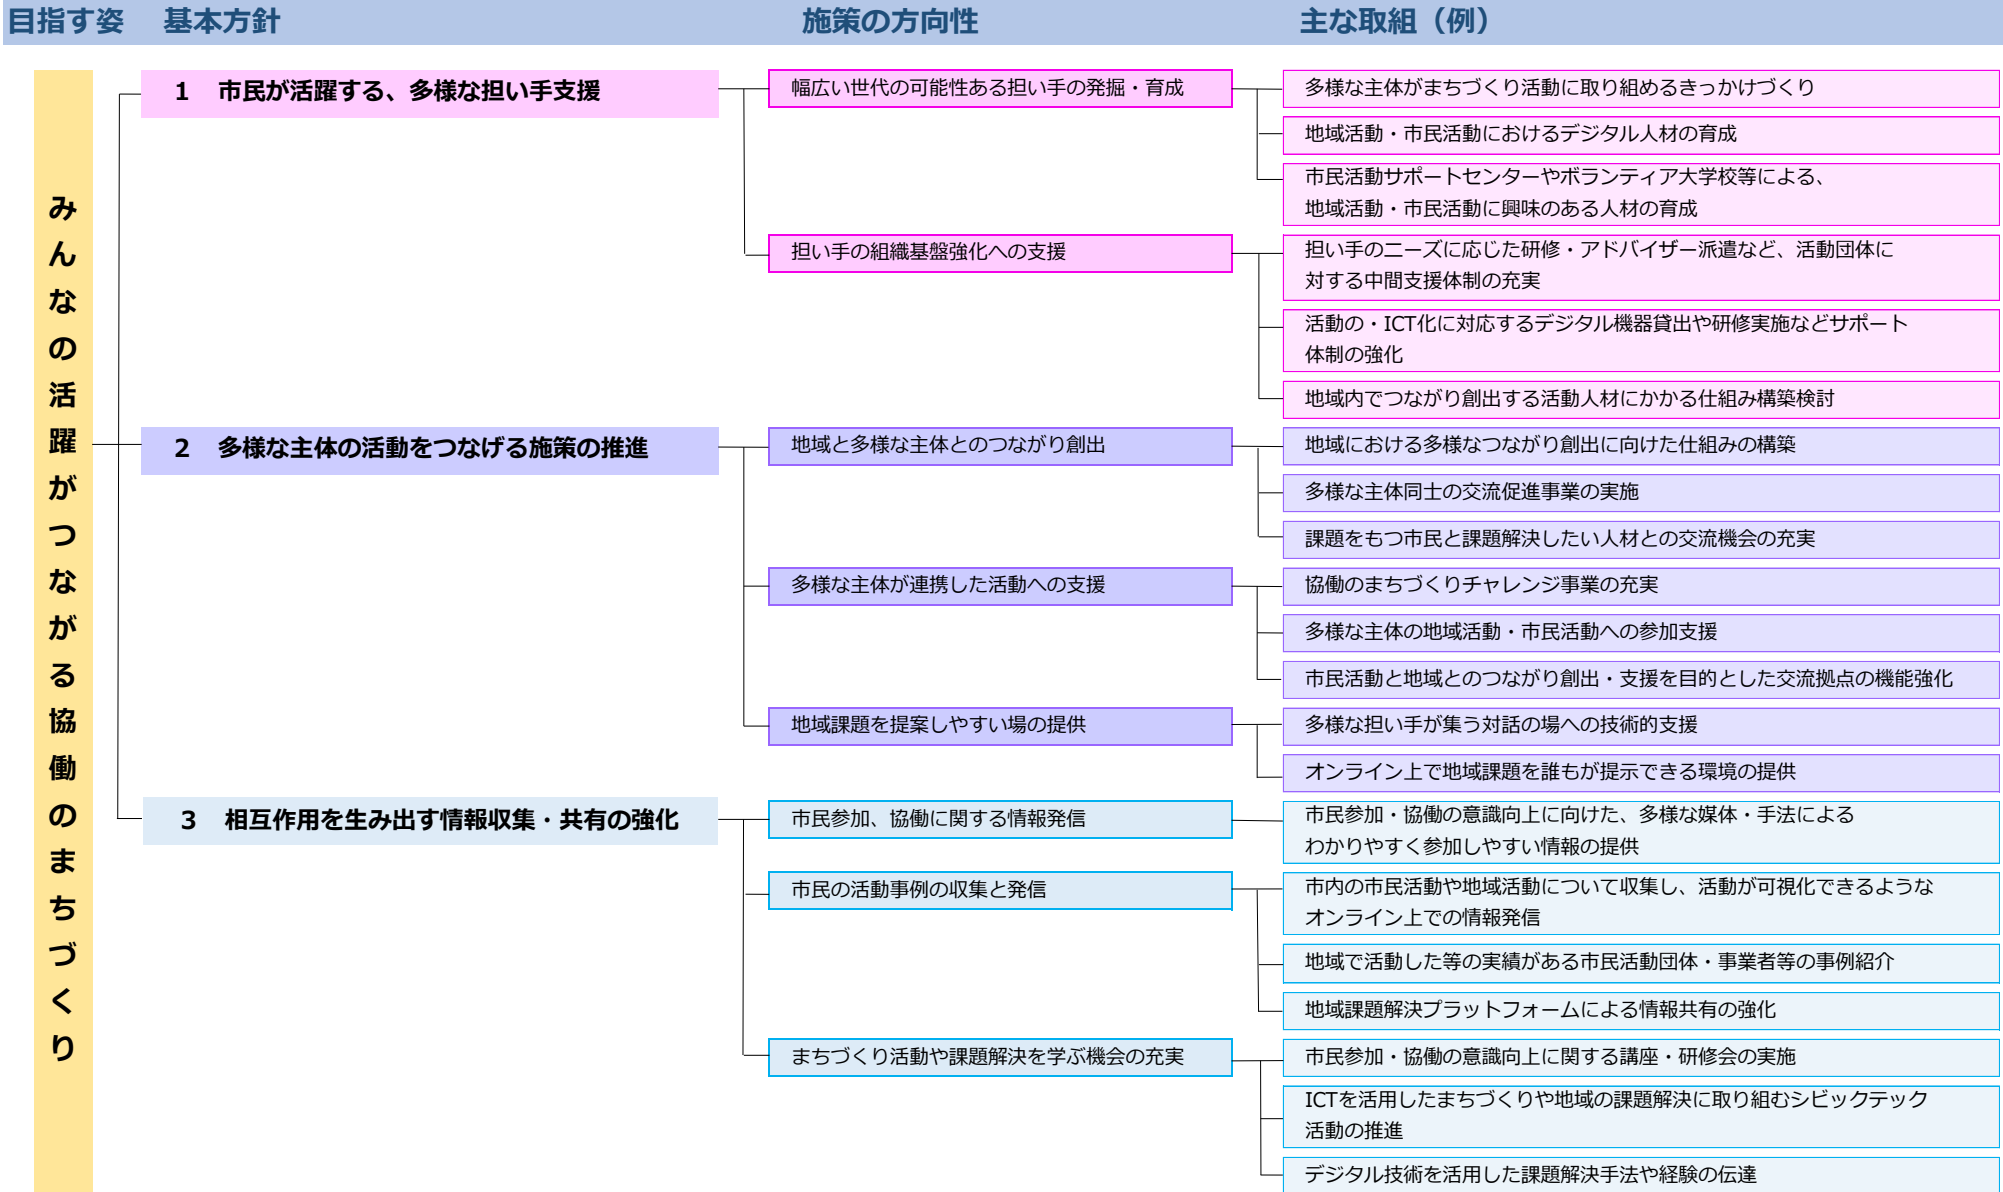 目指す姿 基本方針 施策の方向性 主な取組（例）
みんなの活躍がつながる協働のまちづくり
1 市民が活躍する、多様な担い手支援
幅広い世代の可能性ある担い手の発掘・育成
多様な主体がまちづくり活動に取り組めるきっかけづくり
地域活動・市民活動におけるデジタル人材の育成
市民活動サポートセンターやボランティア大学校等による、
地域活動・市民活動に興味のある人材の育成
担い手の組織基盤強化への支援
担い手のニーズに応じた研修・アドバイザー派遣など、活動団体に
対する中間支援体制の充実
活動の・ICT化に対応するデジタル機器貸出や研修実施などサポート
体制の強化
地域内でつながり創出する活動人材にかかる仕組み構築検討
2 多様な主体の活動をつなげる施策の推進
地域と多様な主体とのつながり創出
地域における多様なつながり創出に向けた仕組みの構築
多様な主体同士の交流促進事業の実施
課題をもつ市民と課題解決したい人材との交流機会の充実
多様な主体が連携した活動への支援
協働のまちづくりチャレンジ事業の充実
多様な主体の地域活動・市民活動への参加支援
市民活動と地域とのつながり創出・支援を目的とした交流拠点の機能強化
地域課題を提案しやすい場の提供
多様な担い手が集う対話の場への技術的支援
オンライン上で地域課題を誰もが提示できる環境の提供
3 相互作用を生み出す情報収集・共有の強化
市民参加、協働に関する情報発信
市民参加・協働の意識向上に向けた、多様な媒体・手法による
わかりやすく参加しやすい情報の提供
市民の活動事例の収集と発信
市内の市民活動や地域活動について収集し、活動が可視化できるような
オンライン上での情報発信
地域で活動した等の実績がある市民活動団体・事業者等の事例紹介
地域課題解決プラットフォームによる情報共有の強化
まちづくり活動や課題解決を学ぶ機会の充実
市民参加・協働の意識向上に関する講座・研修会の実施
ICTを活用したまちづくりや地域の課題解決に取り組むシビックテック
活動の推進
デジタル技術を活用した課題解決手法や経験の伝達